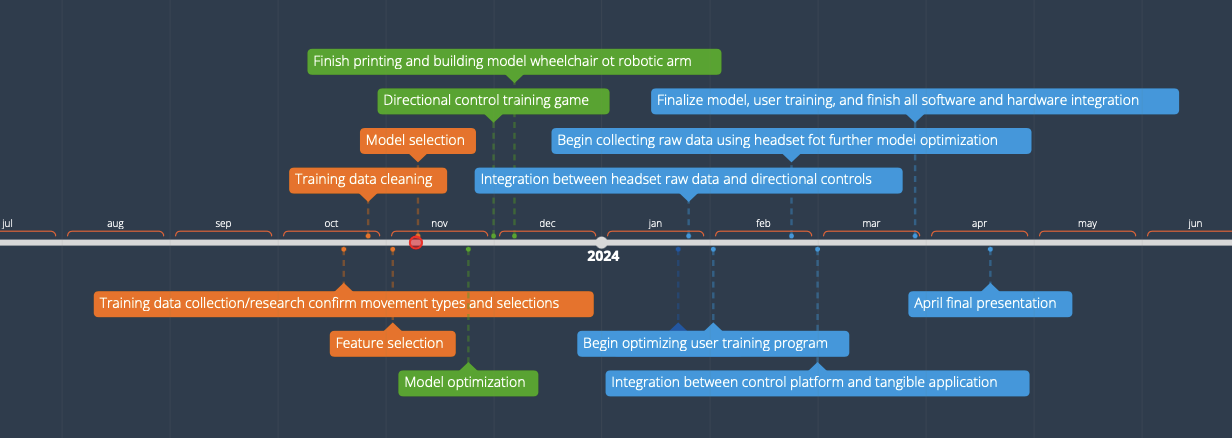 Finish printing and building model wheelchair ot robotic arm
Directional control training game
Finalize model, user training, and finish all software and hardware integration
Model selection
Begin collecting raw data using headset fot further model optimization
Training data cleaning
Integration between headset raw data and directional controls
jul aug sep oct nov dec jan feb mar apr may jun
2024
Training data collection/research confirm movement types and selections
April final presentation
Feature selection
Begin optimizing user training program
Model optimization
Integration between control platform and tangible application